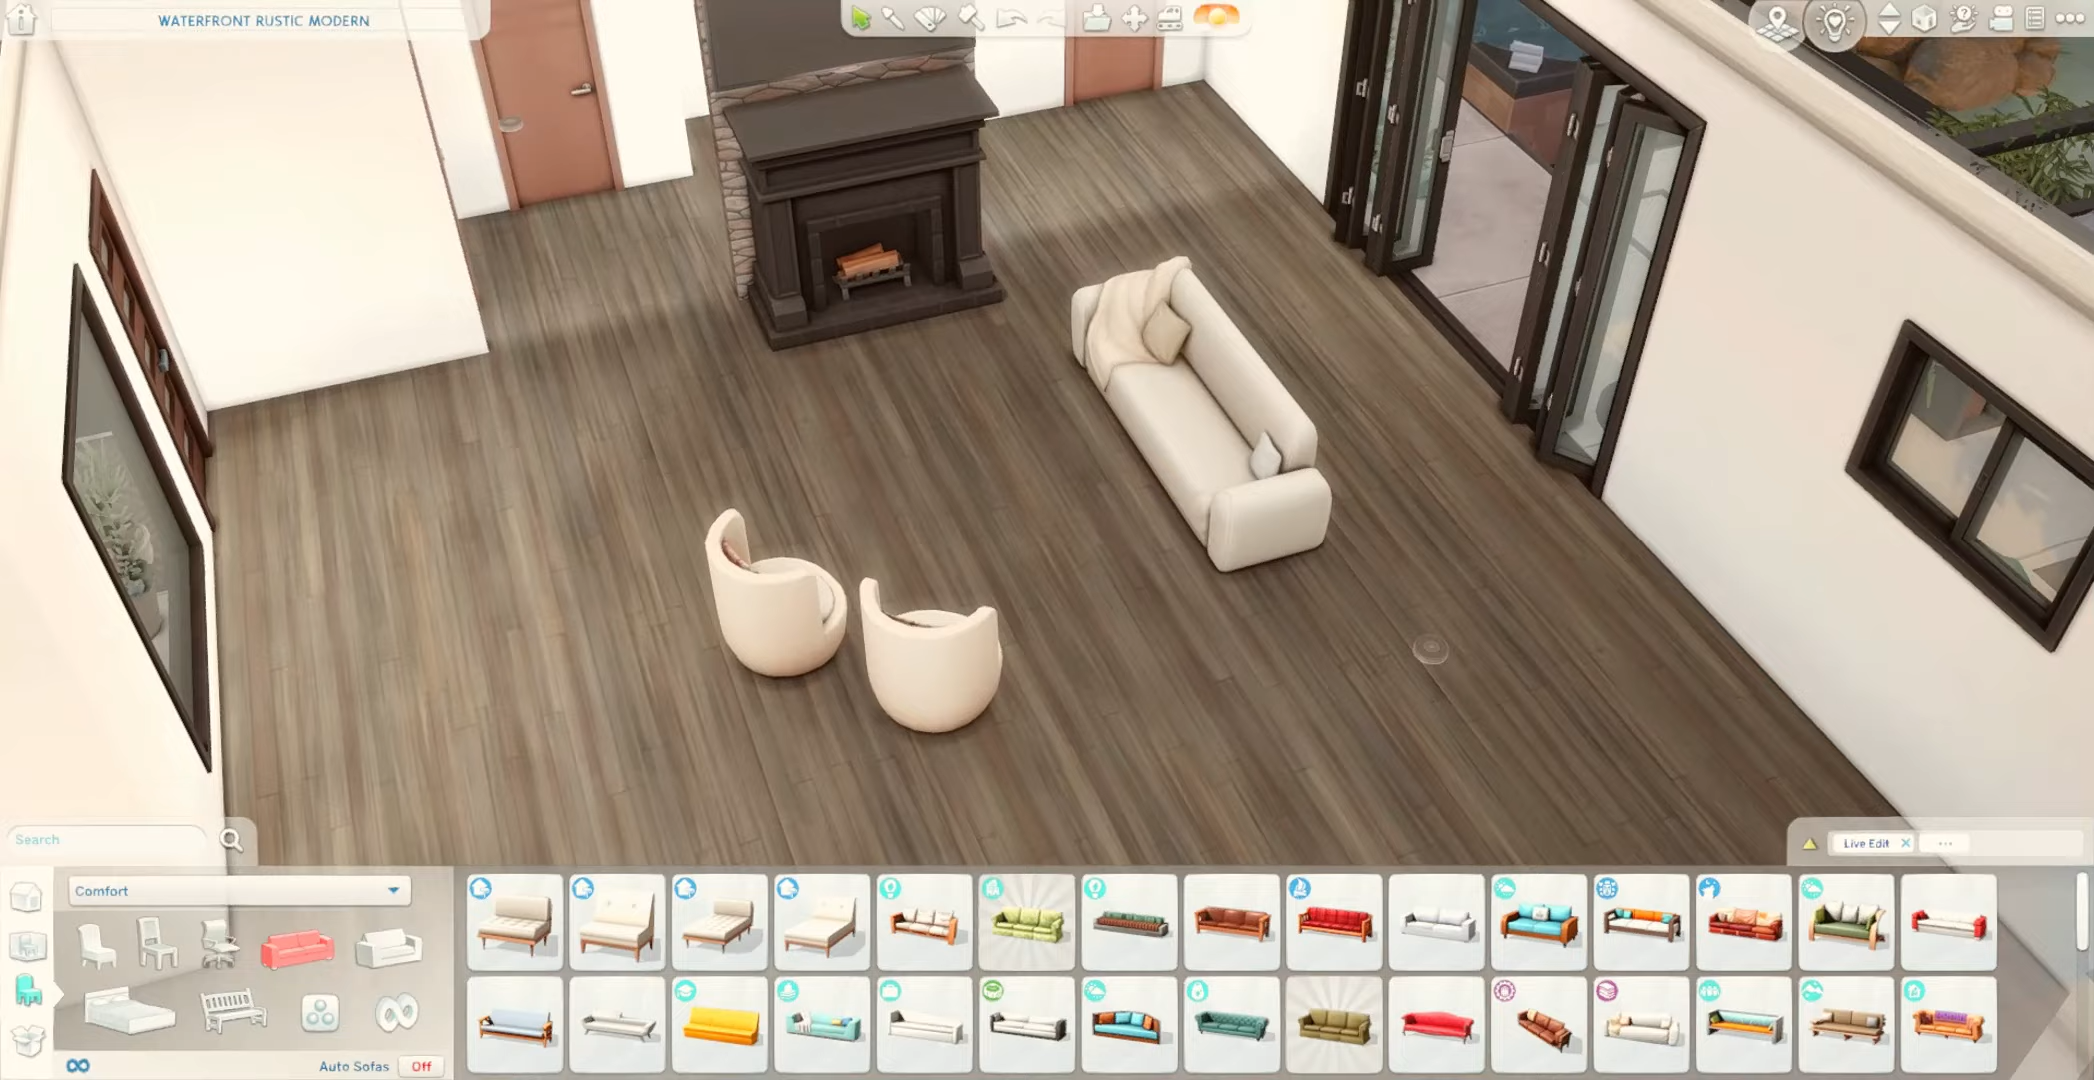 WATERFRONT RUSTIC MODERN
Search
Live Edit
Comfort
Auto Sofas Off